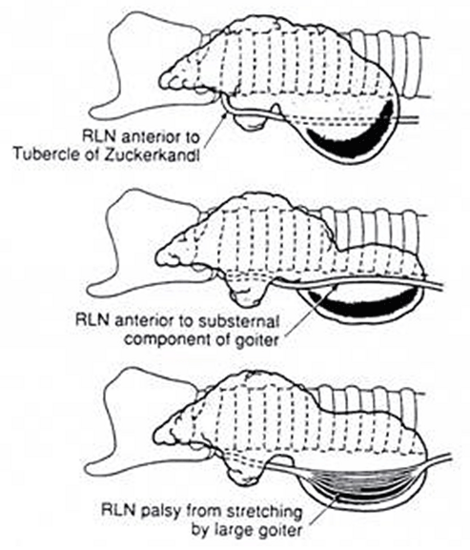 RLN anterior to
Tubercle of Zuckerkandl
RLN anterior to substernal
component of goiter
RLN palsy from stretching
by large goiter